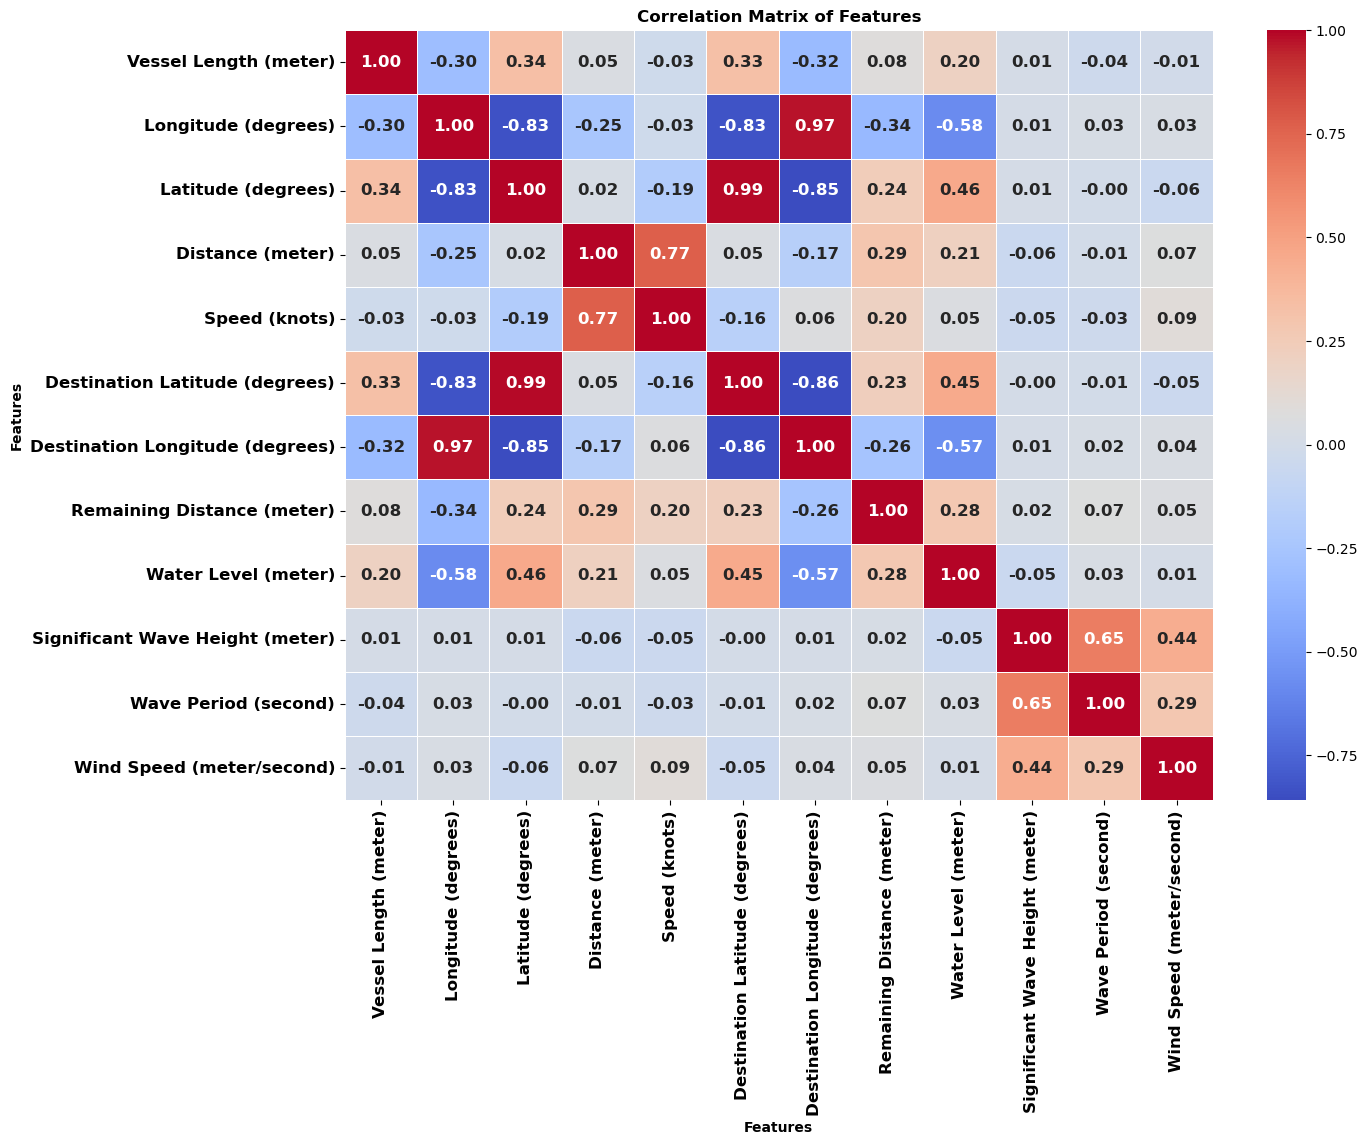 Correlation Matrix of Features
Vessel Length (meter) 1.00 -0.30 0.34 0.05 -0.03 0.33 -0.32 0.08 0.20 0.01 -0.04 -0.01
Longitude (degrees) -0.30 1.00 -0.83 -0.25 -0.03 -0.83 0.97 -0.34 -0.58 0.01 0.03 0.03
Latitude (degrees) 0.34 -0.83 1.00 0.02 -0.19 0.99 -0.85 0.24 0.46 0.01 -0.00 -0.06
Distance (meter) 0.05 -0.25 0.02 1.00 0.77 0.05 -0.17 0.29 0.21 -0.06 -0.01 0.07
Speed (knots) -0.03 -0.03 -0.19 0.77 1.00 -0.16 0.06 0.20 0.05 -0.05 -0.03 0.09
Destination Latitude (degrees) 0.33 -0.83 0.99 0.05 -0.16 1.00 -0.86 0.23 0.45 -0.00 -0.01 -0.05
Destination Longitude (degrees) -0.32 0.97 -0.85 -0.17 0.06 -0.86 1.00 -0.26 -0.57 0.01 0.02 0.04
Remaining Distance (meter) 0.08 -0.34 0.24 0.29 0.20 0.23 -0.26 1.00 0.28 0.02 0.07 0.05
Water Level (meter) 0.20 -0.58 0.46 0.21 0.05 0.45 -0.57 0.28 1.00 -0.05 0.03 0.01
Significant Wave Height (meter) 0.01 0.01 0.01 -0.06 -0.05 -0.00 0.01 0.02 -0.05 1.00 0.65 0.44
Wave Period (second) -0.04 0.03 -0.00 -0.01 -0.03 -0.01 0.02 0.07 0.03 0.65 1.00 0.29
Wind Speed (meter/second) -0.01 0.03 -0.06 0.07 0.09 -0.05 0.04 0.05 0.01 0.44 0.29 1.00
Features
Vessel Length (meter)
Longitude (degrees)
Latitude (degrees)
Distance (meter)
Speed (knots)
Destination Latitude (degrees)
Destination Longitude (degrees)
Remaining Distance (meter)
Water Level (meter)
Significant Wave Height (meter)
Wave Period (second)
Wind Speed (meter/second)
Features
1.00
0.75
0.50
0.25
0.00
−0.25
−0.50
−0.75